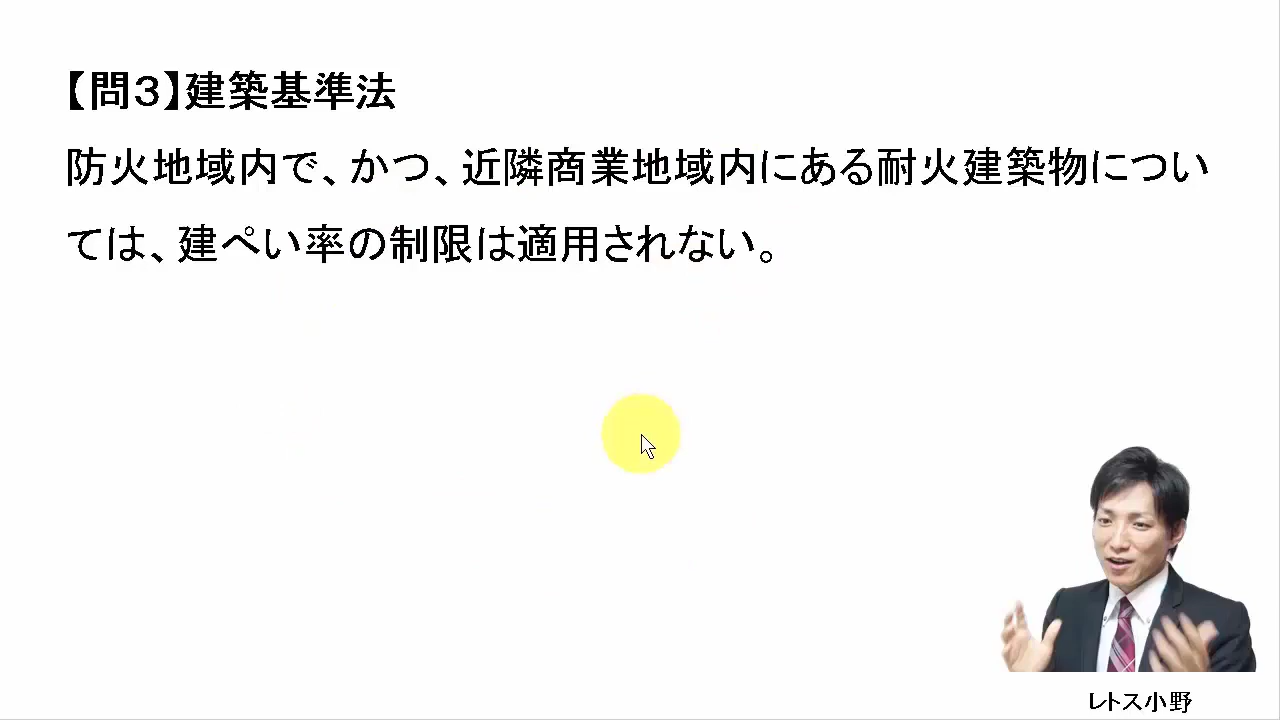 【問３】建築基準法
防火地域内で、かつ、近隣商業地域内にある耐火建築物につい
ては、建ぺい率の制限は適用されない。
レトス小野